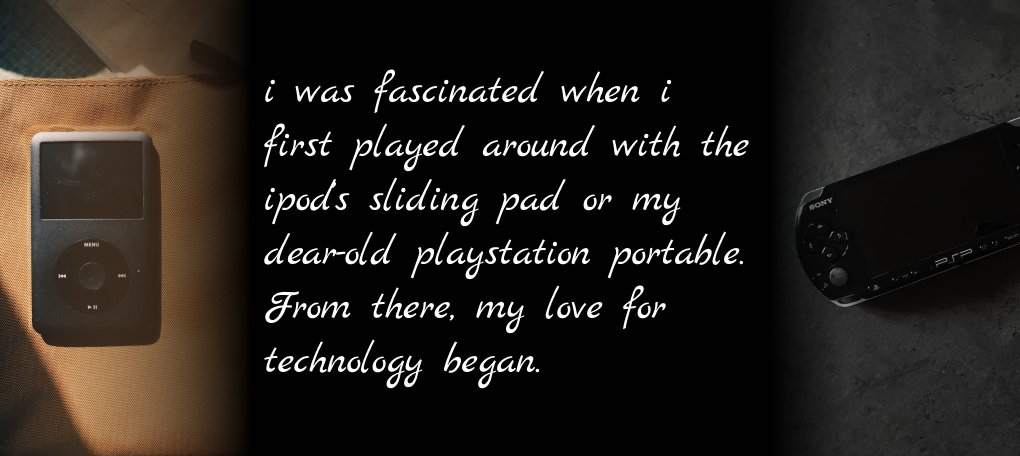 MENU
i was fascinated when i
first played around with the
ipod's sliding pad or my
dear-old playstation portable.
From there, my love for
technology began.
SONY
PSP